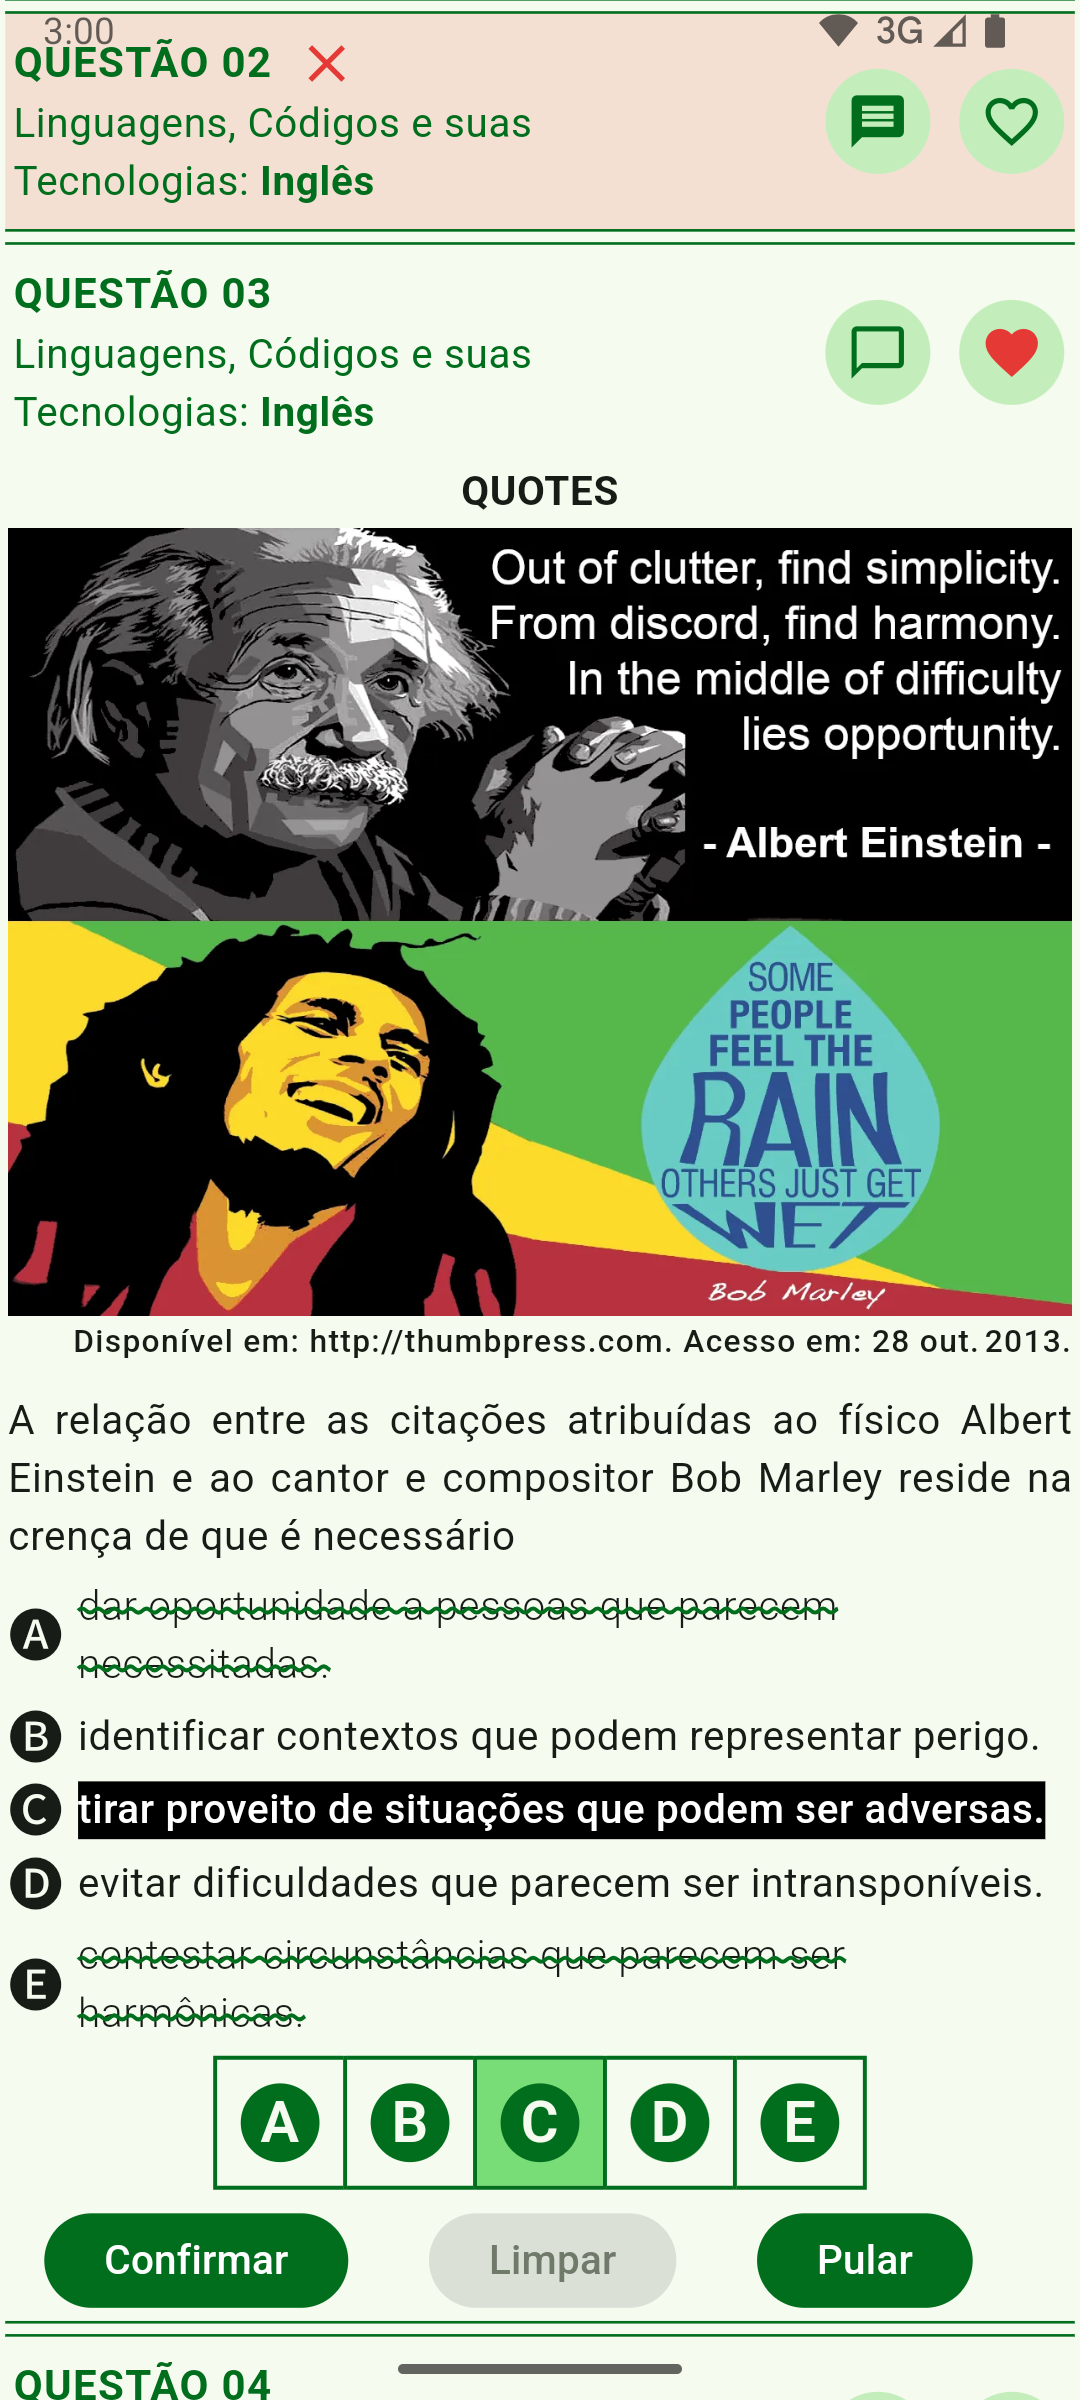 3:00
3G
QUESTÃO 02
Linguagens, Códigos e suas
Tecnologias: Inglês
QUESTÃO 03
Linguagens, Códigos e suas
Tecnologias: Inglês
QUOTES
Out of clutter, find simplicity.
From discord, find harmony.
In the middle of difficulty
lies opportunity.
- Albert Einstein -
SOME
PEOPLE
FEEL THE
RAIN
OTHERS JUST GET
WET
Bob Marley
Disponível em: http://thumbpress.com. Acesso em: 28 out. 2013.
A relação entre as citações atribuídas ao físico Albert
Einstein e ao cantor e compositor Bob Marley reside na
crença de que é necessário
A dar oportunidade a pessoas que parecem
necessitadas.
B identificar contextos que podem representar perigo.
C tirar proveito de situações que podem ser adversas.
D evitar dificuldades que parecem ser intransponíveis.
E contestar circunstâncias que parecem ser
harmônicas.
A B C D E
Confirmar Limpar Pular
QUESTÃO 04